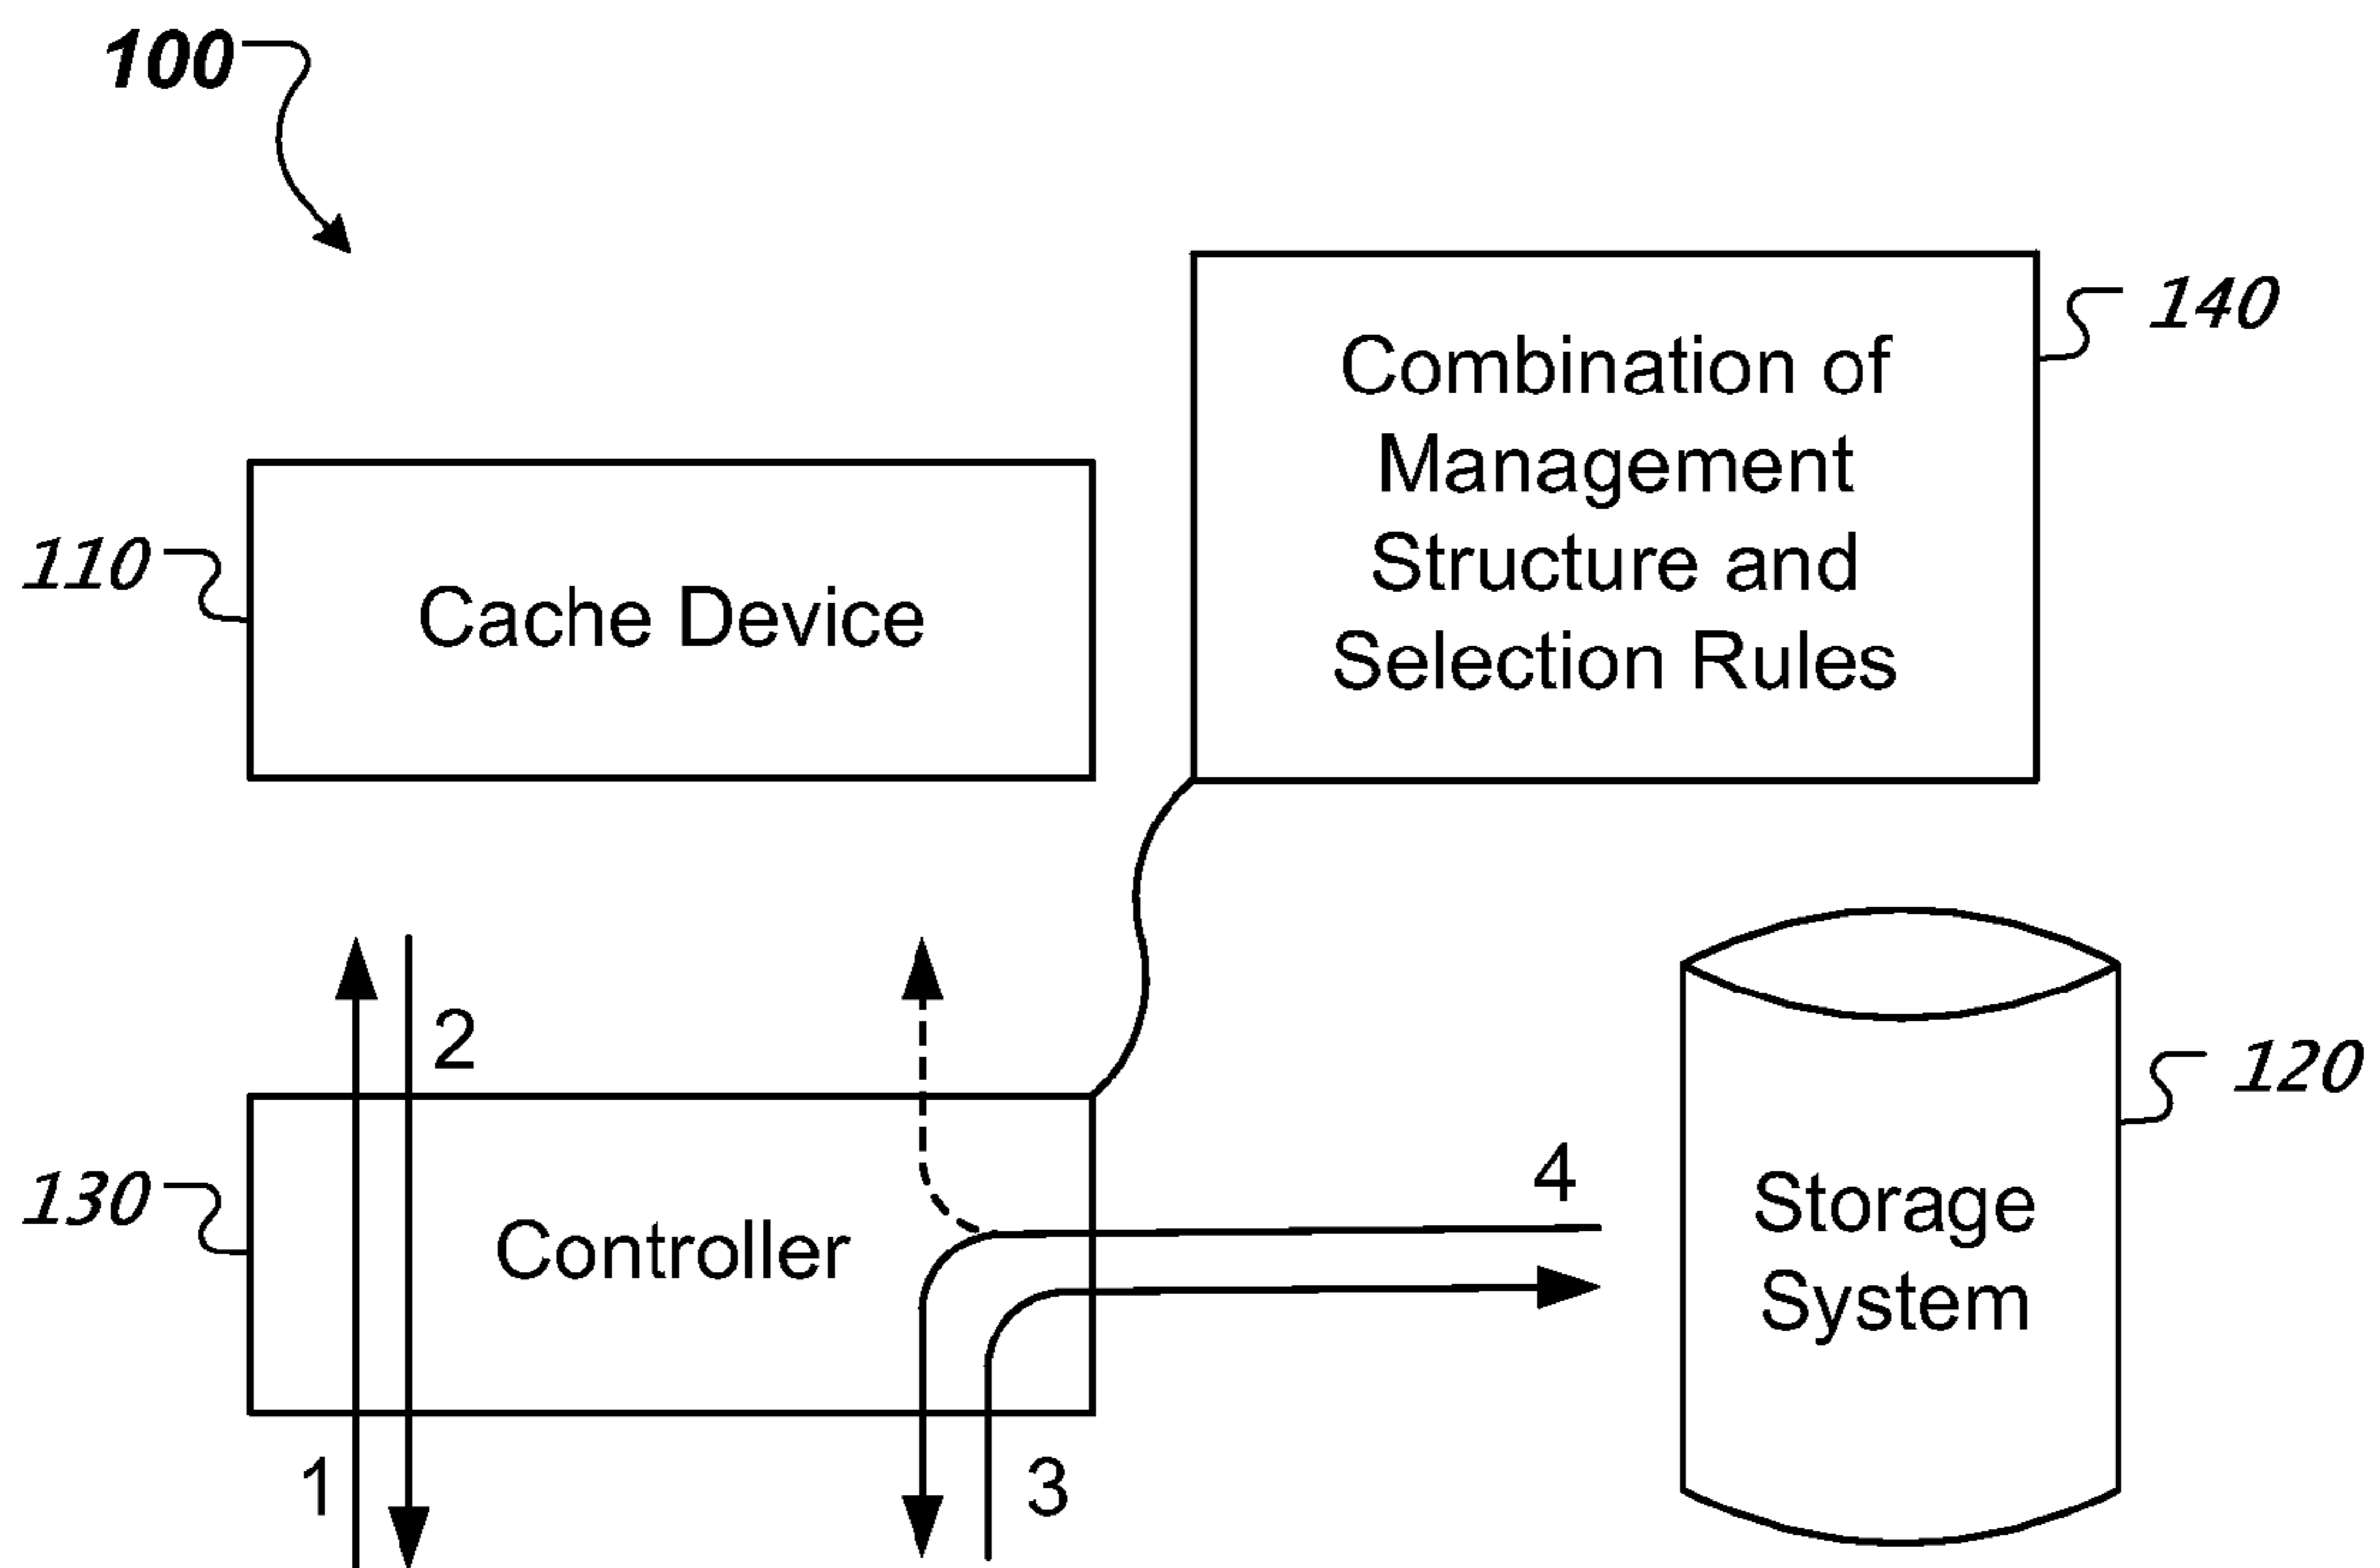 100
140
Combination of
Management
Structure and
Selection Rules
110
Cache Device
2
120
130
Controller
4
Storage
System
1
3